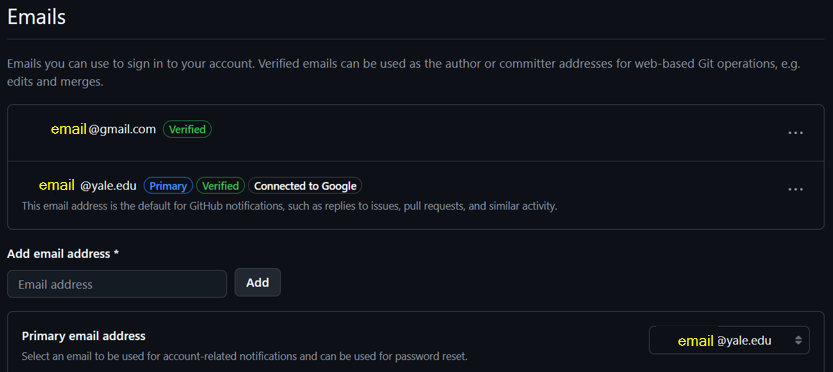 Emails
Emails you can use to sign in to your account. Verified emails can be used as the author or committer addresses for web-based Git operations, e.g.
edits and merges.
email@gmail.com Verified
email @yale.edu Primary Verified Connected to Google
This email address is the default for GitHub notifications, such as replies to issues, pull requests, and similar activity.
Add email address *
Email address Add
Primary email address
email @yale.edu
Select an email to be used for account-related notifications and can be used for password reset.